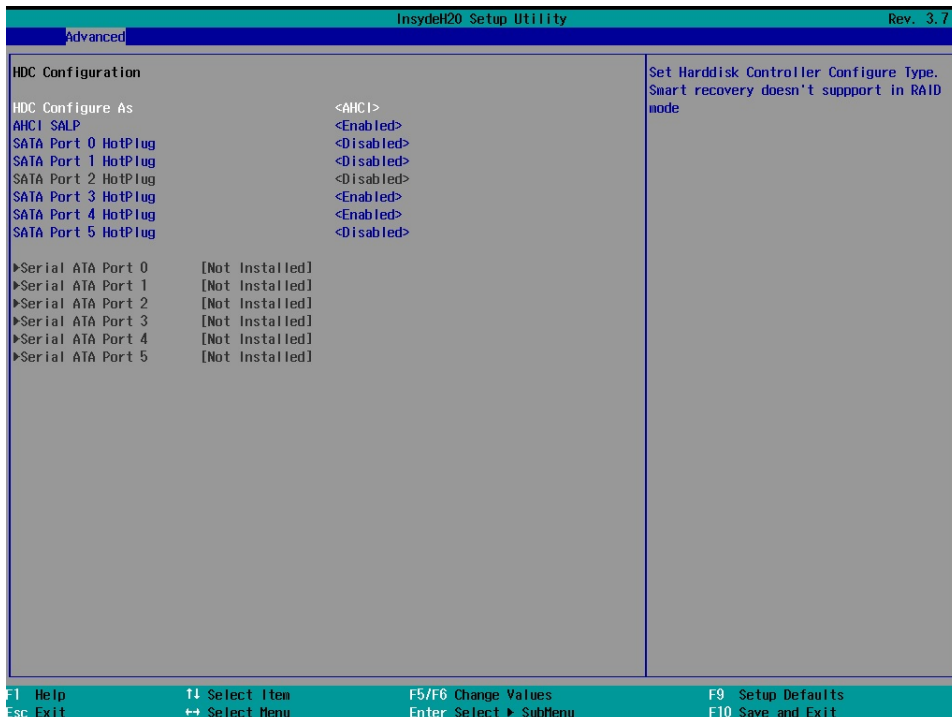 InsydeH20 Setup Utility Rev. 3.7
Advanced
HDC Configuration
HDC Configure As <AHCI>
AHCI SALP <Enabled>
SATA Port 0 HotPlug <Disabled>
SATA Port 1 HotPlug <Disabled>
SATA Port 2 HotPlug <Disabled>
SATA Port 3 HotPlug <Enabled>
SATA Port 4 HotPlug <Enabled>
SATA Port 5 HotPlug <Disabled>
▶Serial ATA Port 0 [Not Installed]
▶Serial ATA Port 1 [Not Installed]
▶Serial ATA Port 2 [Not Installed]
▶Serial ATA Port 3 [Not Installed]
▶Serial ATA Port 4 [Not Installed]
▶Serial ATA Port 5 [Not Installed]
Set Harddisk Controller Configure Type.
Smart recovery doesn't suppport in RAID
mode
F1 Help ↑↓ Select Item F5/F6 Change Values F9 Setup Defaults
Esc Exit ↔ Select Menu Enter Select ▶ SubMenu F10 Save and Exit